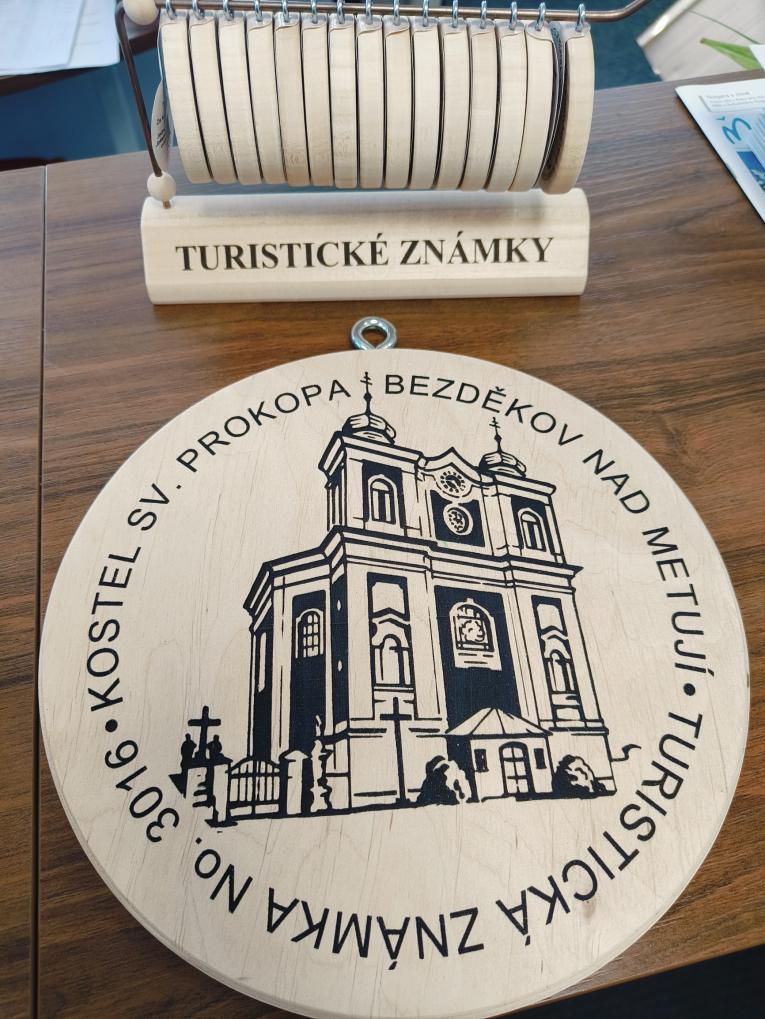 TURISTICKÉ ZNÁMKY
KOSTEL SV. PROKOPA BEZDĚKOV NAD METUJÍ • TURISTICKÁ ZNÁMKA No. 3016 •